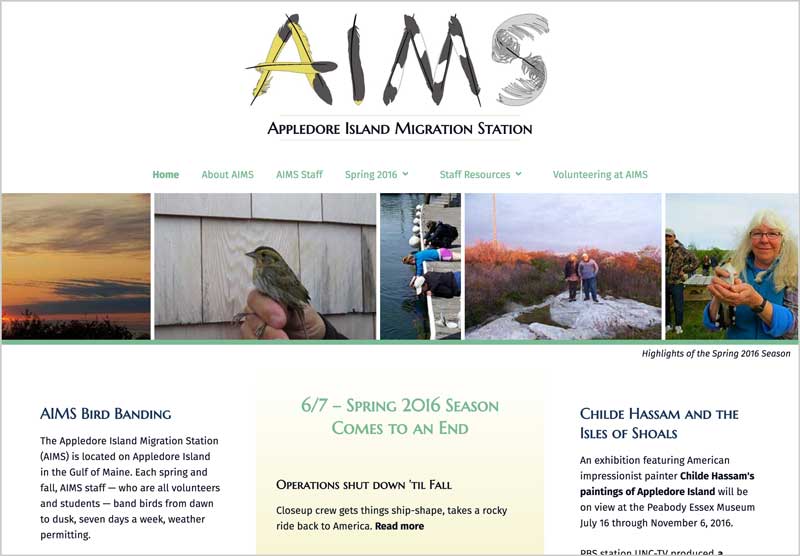 AIMS
Appledore Island Migration Station
Home About AIMS AIMS Staff Spring 2016 Staff Resources Volunteering at AIMS
Highlights of the Spring 2016 Season
AIMS Bird Banding
The Appledore Island Migration Station
(AIMS) is located on Appledore Island
in the Gulf of Maine. Each spring and
fall, AIMS staff — who are all volunteers
and students — band birds from dawn
to dusk, seven days a week, weather
permitting.
6/7 – Spring 2016 Season
Comes to an End
Operations shut down 'til Fall
Closeup crew gets things ship-shape, takes a rocky
ride back to America. Read more
Childe Hassam and the
Isles of Shoals
An exhibition featuring American
impressionist painter Childe Hassam's
paintings of Appledore Island will be
on view at the Peabody Essex Museum
July 16 through November 6, 2016.
PBS station UNC-TV produced a